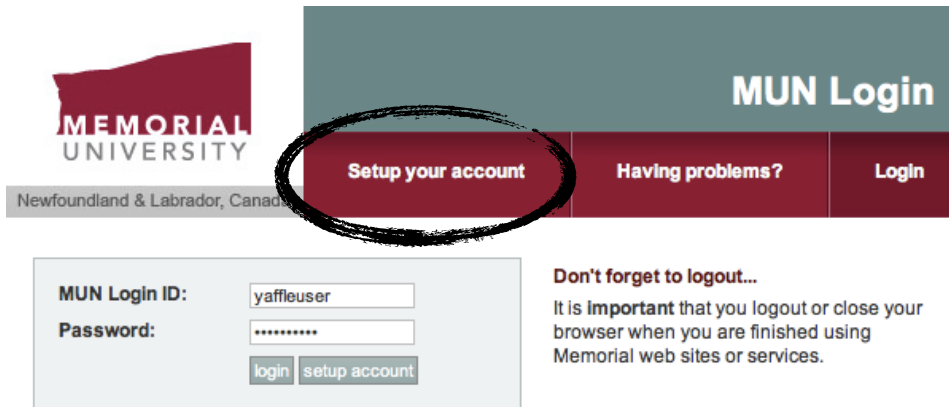 MEMORIAL
UNIVERSITY
Newfoundland & Labrador, Canad
MUN Login
Setup your account
Having problems?
Login
MUN Login ID:
yaffleuser
Password:
••••••••••
login
setup account
Don't forget to logout...
It is important that you logout or close your
browser when you are finished using
Memorial web sites or services.